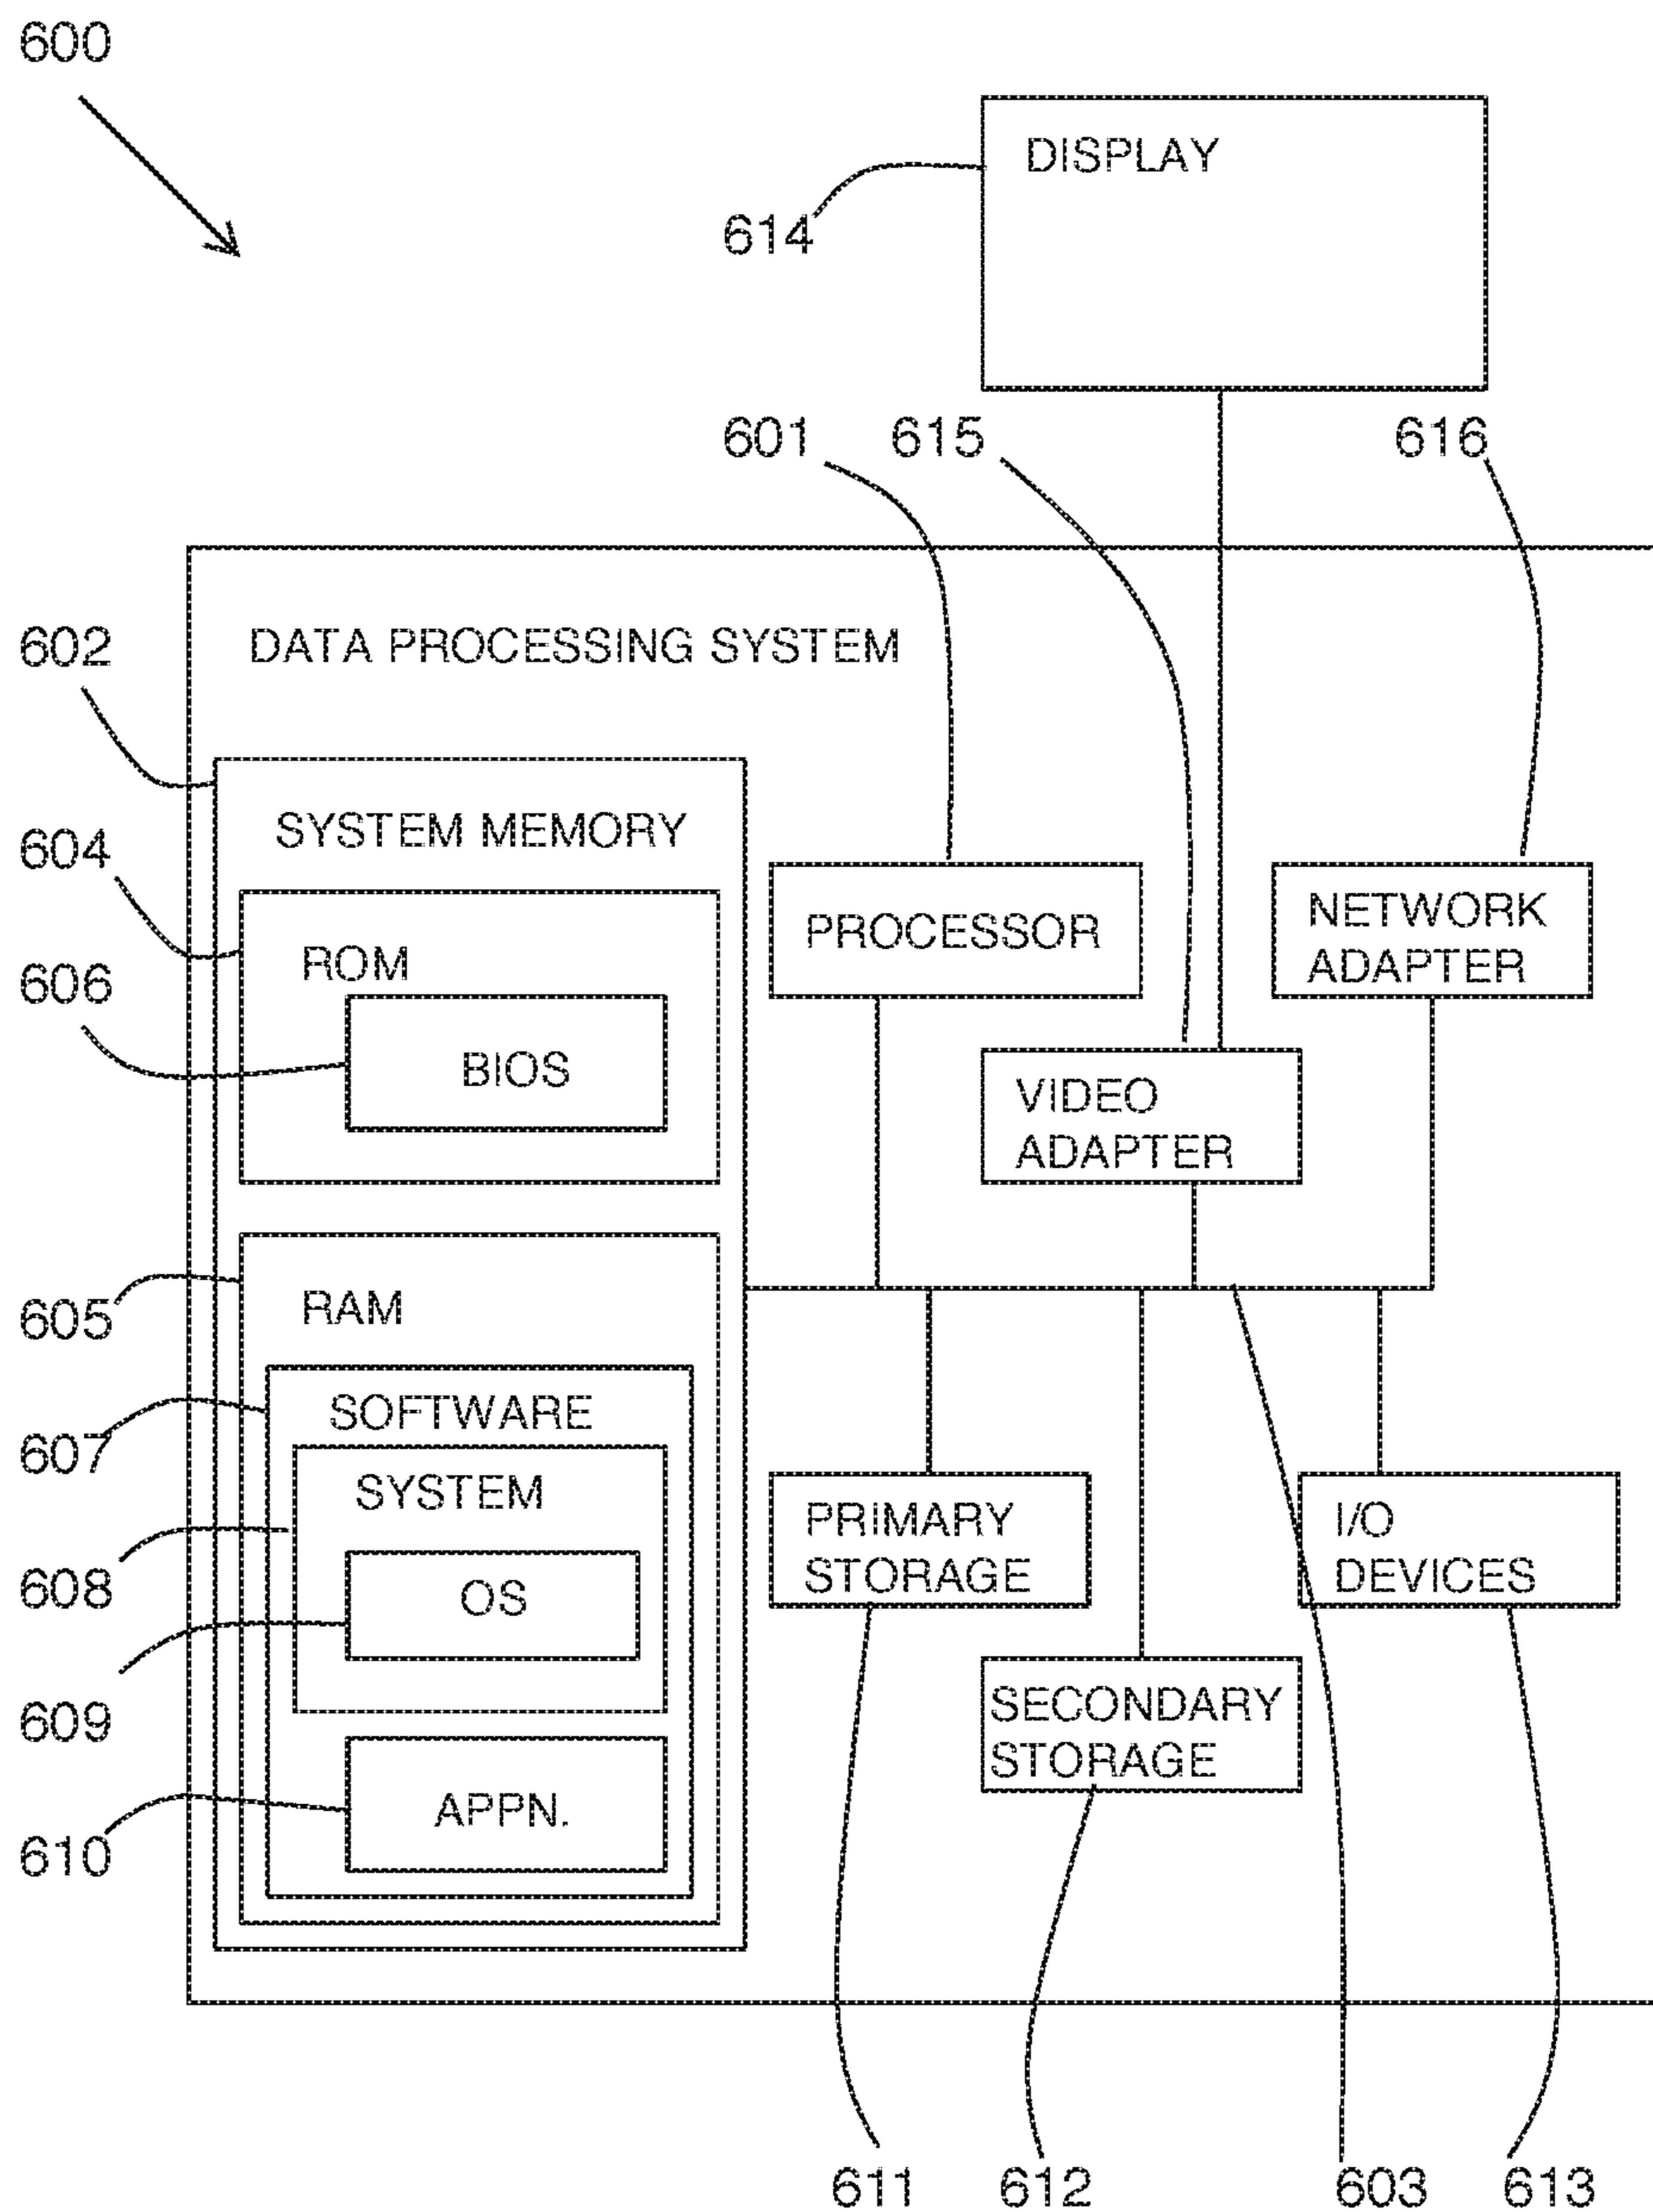 600
DISPLAY
614
601
615
616
602
DATA PROCESSING SYSTEM
SYSTEM MEMORY
604
ROM
606
BIOS
PROCESSOR
NETWORK
ADAPTER
VIDEO
ADAPTER
605
RAM
607
SOFTWARE
SYSTEM
608
OS
609
610
APPN.
PRIMARY
STORAGE
I/O
DEVICES
SECONDARY
STORAGE
611
612
603
613